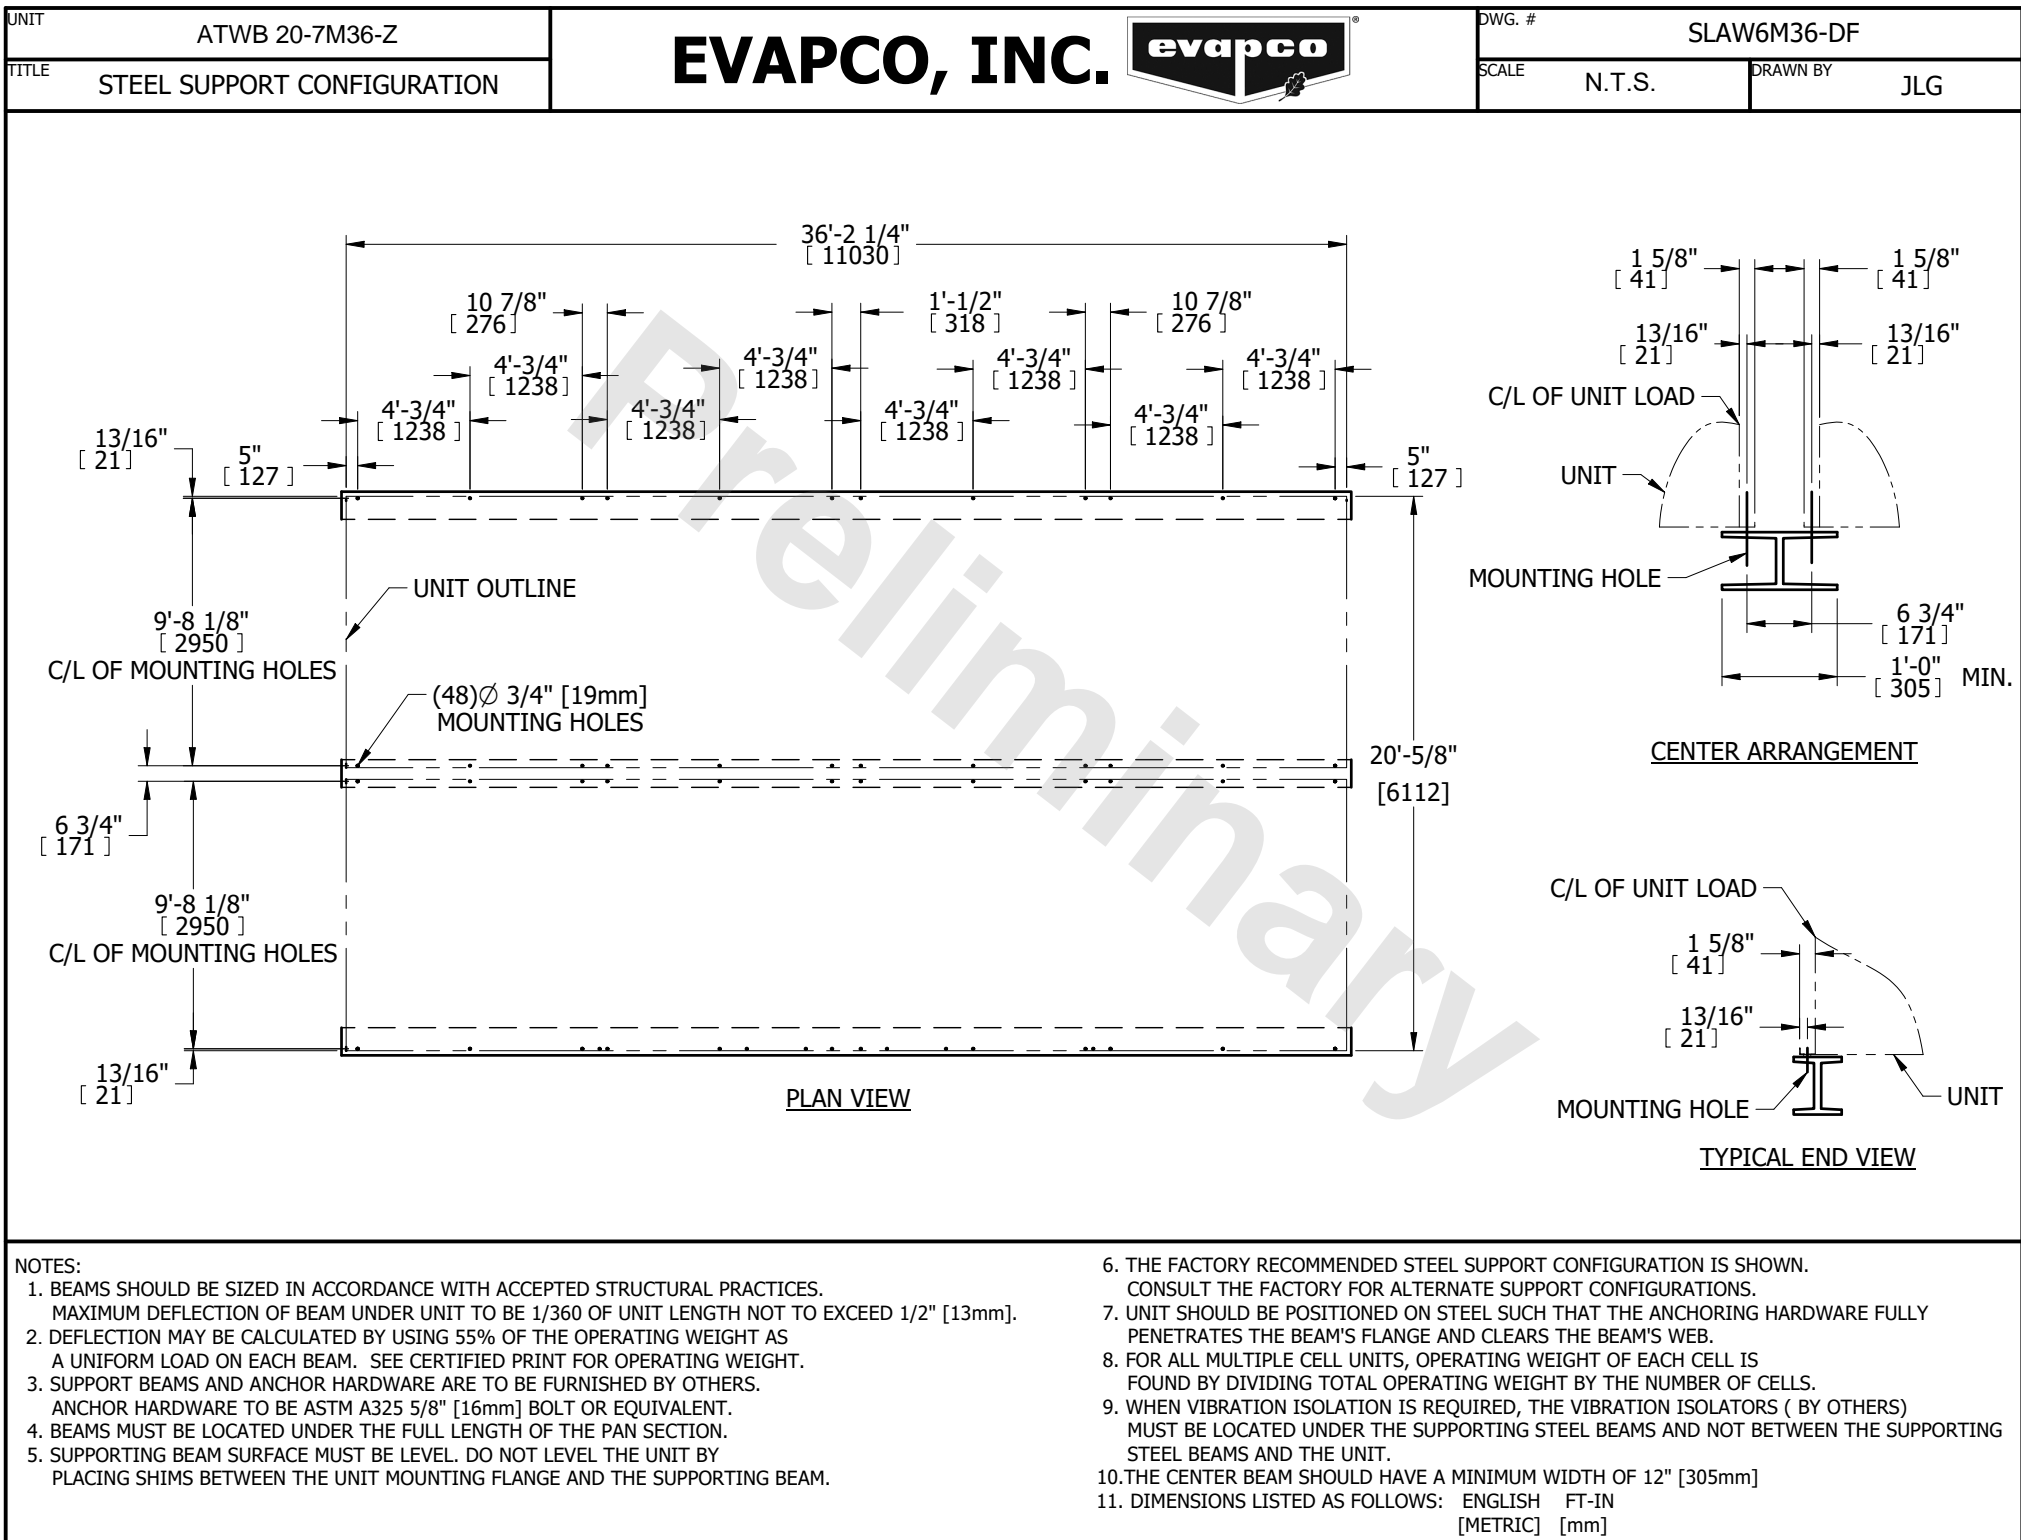 UNIT
ATWB 20-7M36-Z
TITLE
STEEL SUPPORT CONFIGURATION
EVAPCO, INC.
evapco
®
DWG. #
SLAW6M36-DF
SCALE
N.T.S.
DRAWN BY
JLG
36'-2 1/4"
[ 11030]
10 7/8"
[ 276]
1'-1/2"
[ 318 ]
10 7/8"
[ 276 ]
4'-3/4"
[ 1238]
4'-3/4"
[ 1238]
4'-3/4"
[ 1238]
4'-3/4"
[ 1238]
4'-3/4"
[ 1238 ]
4'-3/4"
[ 1238]
4'-3/4"
[ 1238]
4'-3/4"
[ 1238]
13/16"
[ 21]
5"
[ 127 ]
5"
[ 127 ]
UNIT OUTLINE
9'-8 1/8"
[ 2950 ]
C/L OF MOUNTING HOLES
(48)Ø 3/4" [19mm]
MOUNTING HOLES
6 3/4"
[ 171 ]
20'-5/8"
[6112]
9'-8 1/8"
[ 2950 ]
C/L OF MOUNTING HOLES
13/16"
[ 21]
PLAN VIEW
Preliminary
1 5/8"
[ 41]
1 5/8"
[ 41]
13/16"
[ 21]
13/16"
[ 21]
C/L OF UNIT LOAD
UNIT
MOUNTING HOLE
6 3/4"
[ 171]
1'-0"
[ 305] MIN.
CENTER ARRANGEMENT
C/L OF UNIT LOAD
1 5/8"
[ 41]
13/16"
[ 21]
MOUNTING HOLE
UNIT
TYPICAL END VIEW
NOTES:
1. BEAMS SHOULD BE SIZED IN ACCORDANCE WITH ACCEPTED STRUCTURAL PRACTICES.
MAXIMUM DEFLECTION OF BEAM UNDER UNIT TO BE 1/360 OF UNIT LENGTH NOT TO EXCEED 1/2" [13mm].
2. DEFLECTION MAY BE CALCULATED BY USING 55% OF THE OPERATING WEIGHT AS
A UNIFORM LOAD ON EACH BEAM. SEE CERTIFIED PRINT FOR OPERATING WEIGHT.
3. SUPPORT BEAMS AND ANCHOR HARDWARE ARE TO BE FURNISHED BY OTHERS.
ANCHOR HARDWARE TO BE ASTM A325 5/8" [16mm] BOLT OR EQUIVALENT.
4. BEAMS MUST BE LOCATED UNDER THE FULL LENGTH OF THE PAN SECTION.
5. SUPPORTING BEAM SURFACE MUST BE LEVEL. DO NOT LEVEL THE UNIT BY
PLACING SHIMS BETWEEN THE UNIT MOUNTING FLANGE AND THE SUPPORTING BEAM.
6. THE FACTORY RECOMMENDED STEEL SUPPORT CONFIGURATION IS SHOWN.
CONSULT THE FACTORY FOR ALTERNATE SUPPORT CONFIGURATIONS.
7. UNIT SHOULD BE POSITIONED ON STEEL SUCH THAT THE ANCHORING HARDWARE FULLY
PENETRATES THE BEAM'S FLANGE AND CLEARS THE BEAM'S WEB.
8. FOR ALL MULTIPLE CELL UNITS, OPERATING WEIGHT OF EACH CELL IS
FOUND BY DIVIDING TOTAL OPERATING WEIGHT BY THE NUMBER OF CELLS.
9. WHEN VIBRATION ISOLATION IS REQUIRED, THE VIBRATION ISOLATORS ( BY OTHERS)
MUST BE LOCATED UNDER THE SUPPORTING STEEL BEAMS AND NOT BETWEEN THE SUPPORTING
STEEL BEAMS AND THE UNIT.
10.THE CENTER BEAM SHOULD HAVE A MINIMUM WIDTH OF 12" [305mm]
11. DIMENSIONS LISTED AS FOLLOWS: ENGLISH FT-IN
[METRIC] [mm]